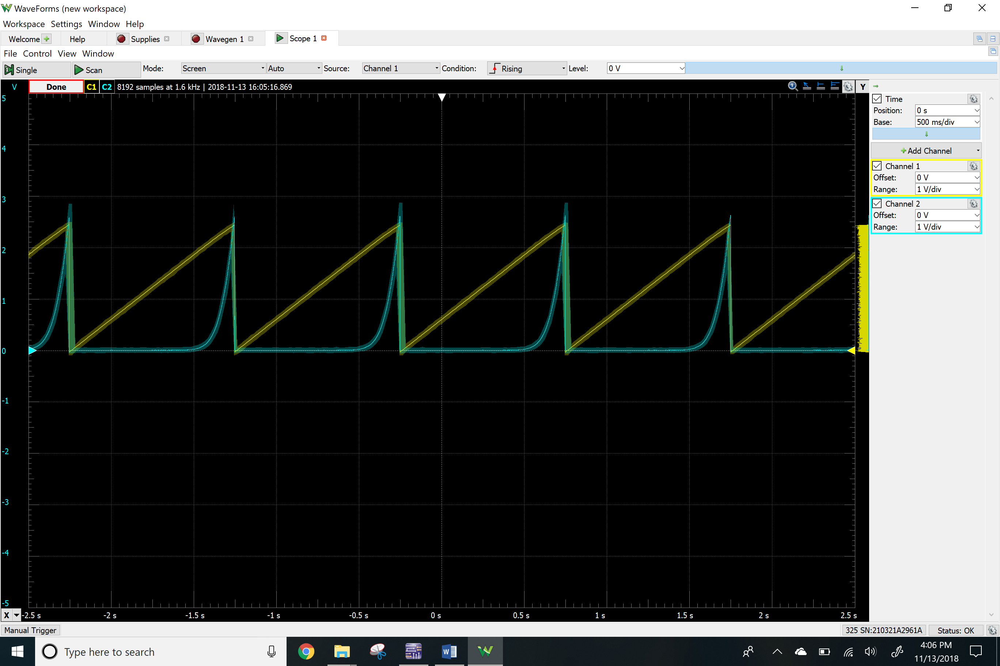 WaveForms (new workspace)
Workspace Settings Window Help
Welcome Help Supplies Wavegen 1 Scope 1
File Control View Window
Single Scan Mode: Screen Auto Source: Channel 1 Condition: Rising Level: 0 V
V Done C1 C2 8192 samples at 1.6 kHz | 2018-11-13 16:05:16.869 Y
Time
Position: 0 s
Base: 500 ms/div
Add Channel
Channel 1
Offset: 0 V
Range: 1 V/div
Channel 2
Offset: 0 V
Range: 1 V/div
5
4
3
2
1
0
-1
-2
-3
-4
-5
X -2.5 s -2 s -1.5 s -1 s -0.5 s 0 s 0.5 s 1 s 1.5 s 2 s 2.5 s
Manual Trigger 325 SN:210321A2961A Status: OK
Type here to search
4:06 PM
11/13/2018